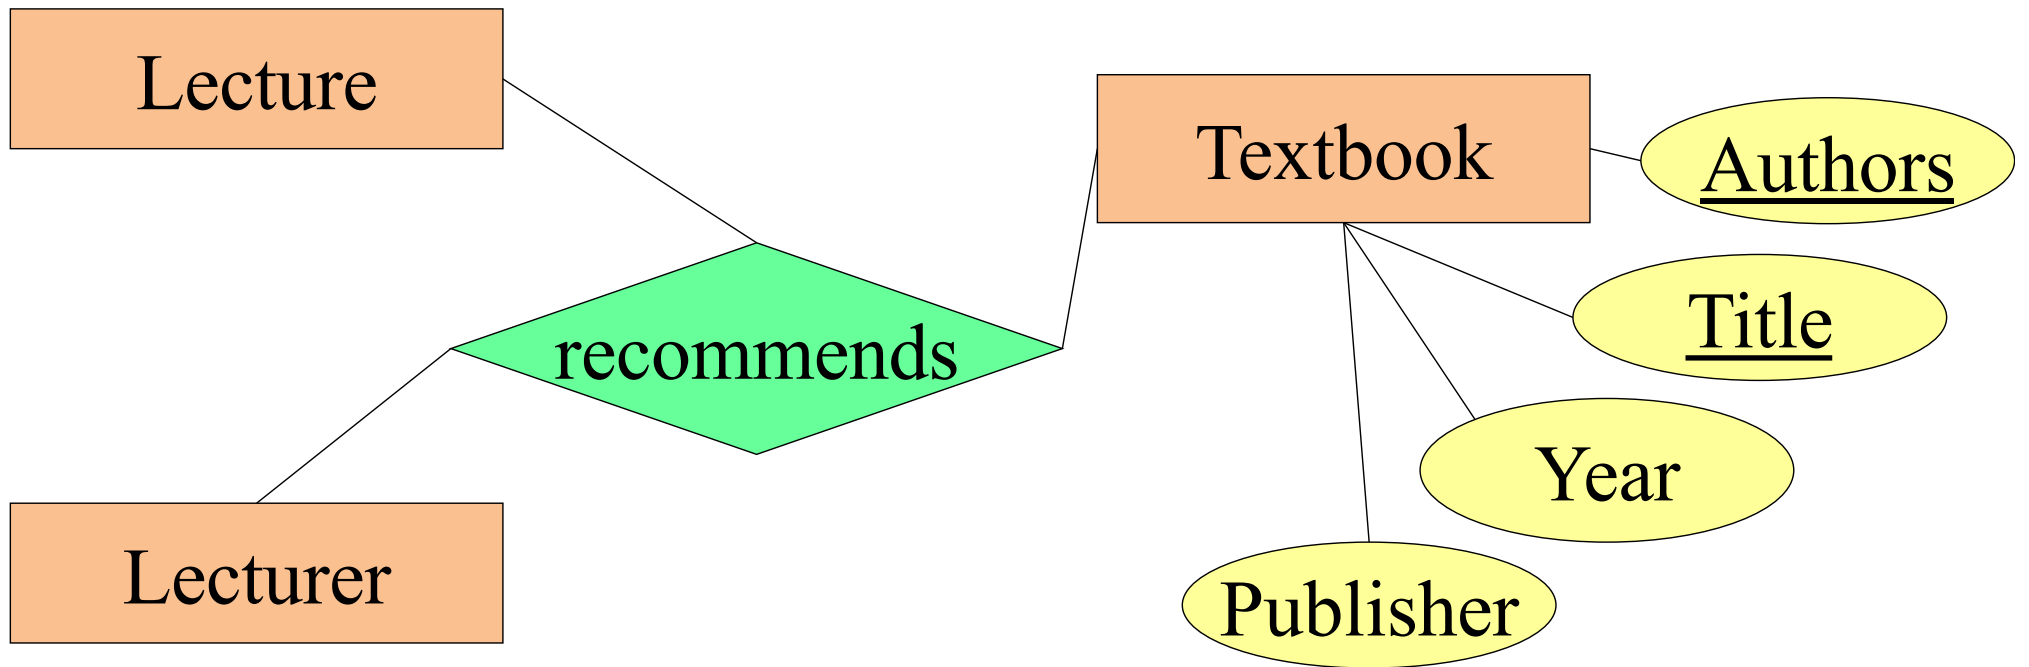 Lecture
Textbook
Authors
Title
recommends
Year
Lecturer
Publisher